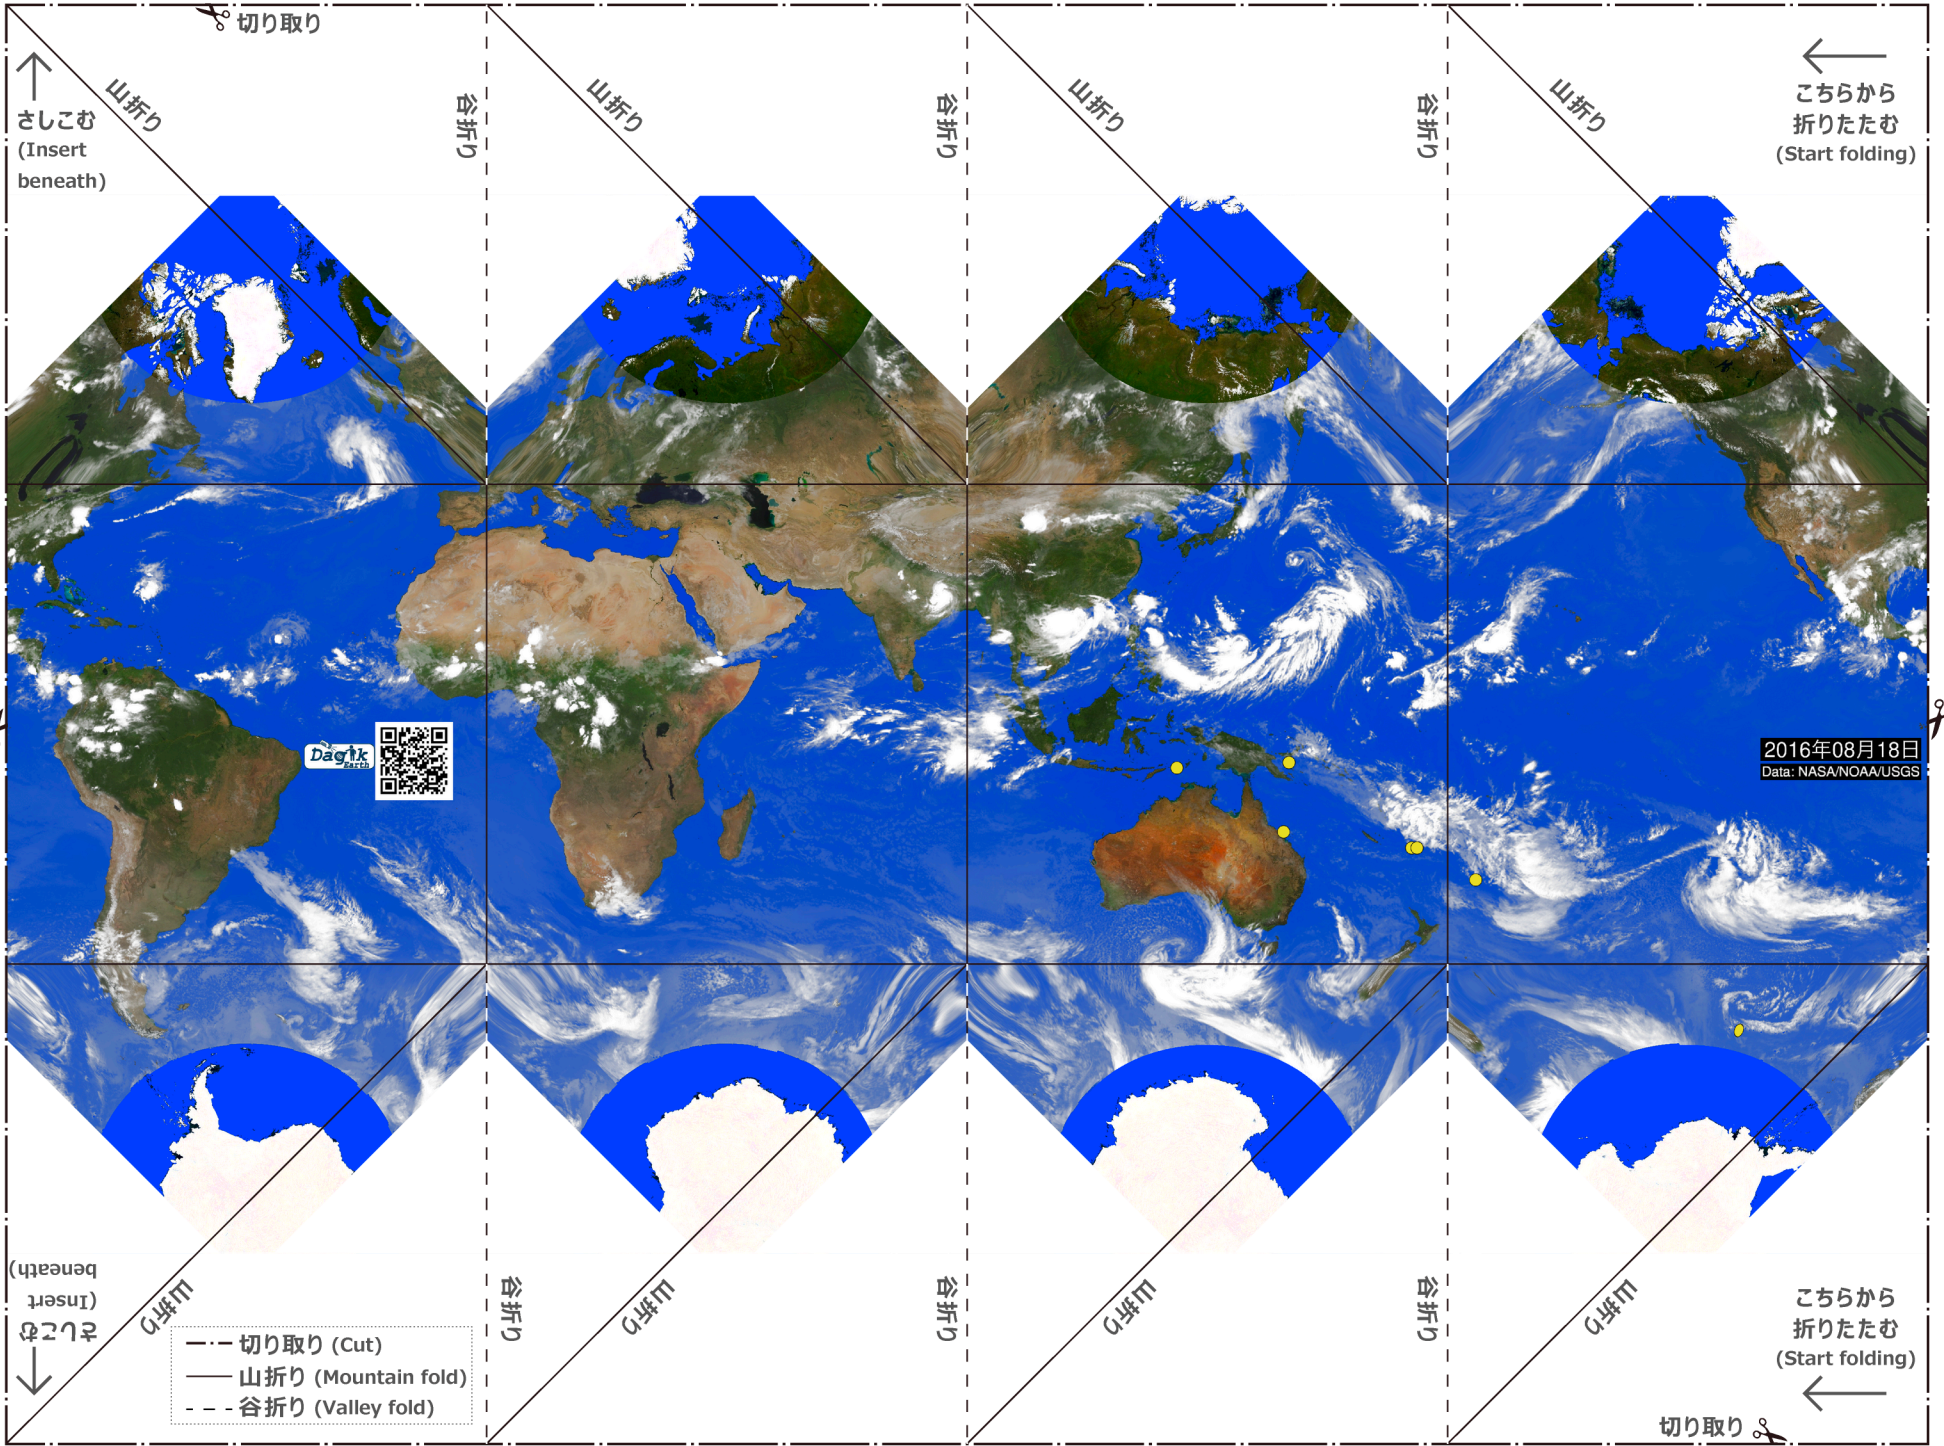 切り取り
さしこむ
(Insert
beneath)
山折り
谷折り
山折り
谷折り
山折り
谷折り
山折り
こちらから
折りたたむ
(Start folding)
Dagik
Earth
2016年08月18日
Data: NASA/NOAA/USGS
さしこむ
(Insert
beneath)
山折り
谷折り
山折り
谷折り
山折り
谷折り
山折り
こちらから
折りたたむ
(Start folding)
切り取り (Cut)
山折り (Mountain fold)
谷折り (Valley fold)
切り取り